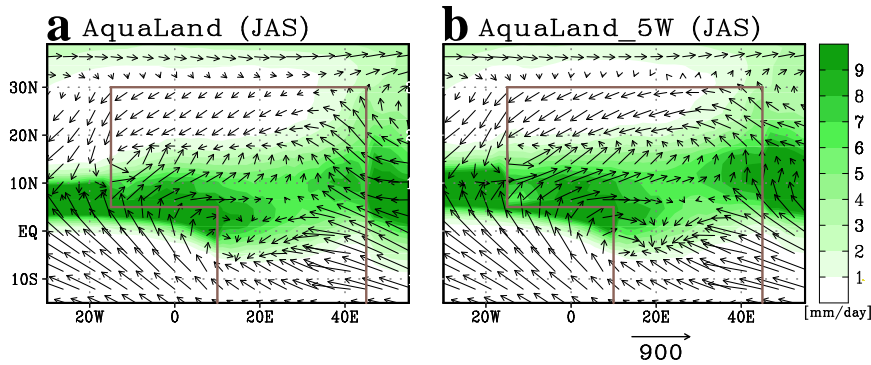 a AquaLand (JAS)
b AquaLand_5W (JAS)
30N
20N
10N
EQ
10S
20W 0 20E 40E
20W 0 20E 40E
9
8
7
6
5
4
3
2
1
[mm/day]
900